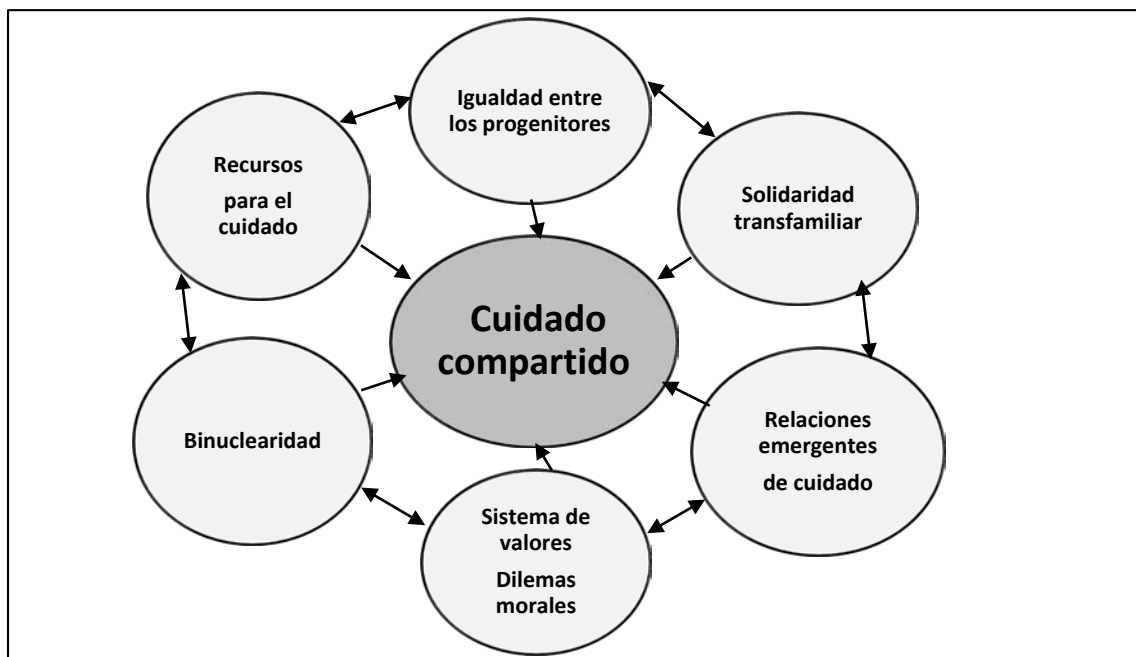 Igualdad entre
los progenitores
Recursos
para el
cuidado
Solidaridad
transfamiliar
Cuidado
compartido
Binuclearidad
Relaciones
emergentes
de cuidado
Sistema de
valores
Dilemas
morales